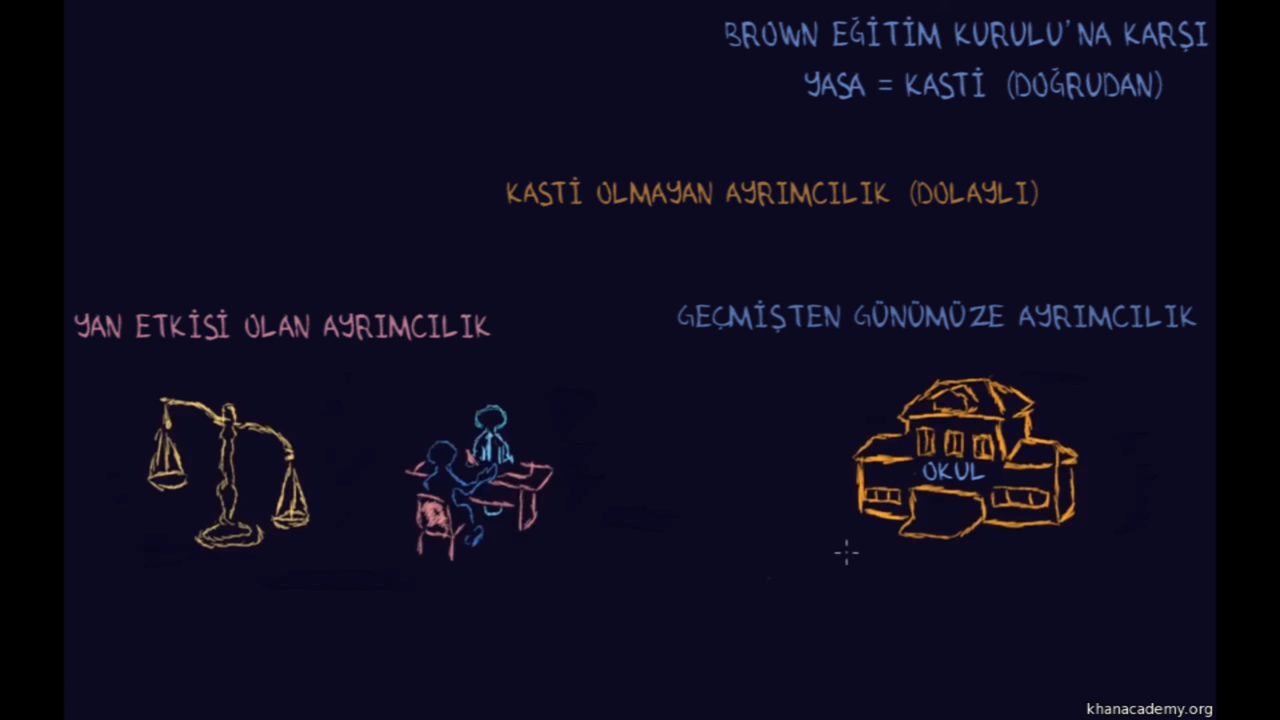 BROWN EĞİTİM KURULU'NA KARŞI
YASA = KASTİ (DOĞRUDAN)
KASTİ OLMAYAN AYRIMCILIK (DOLAYLI)
YAN ETKİSİ OLAN AYRIMCILIK
GEÇMİŞTEN GÜNÜMÜZE AYRIMCILIK
OKUL
khanacademy.org